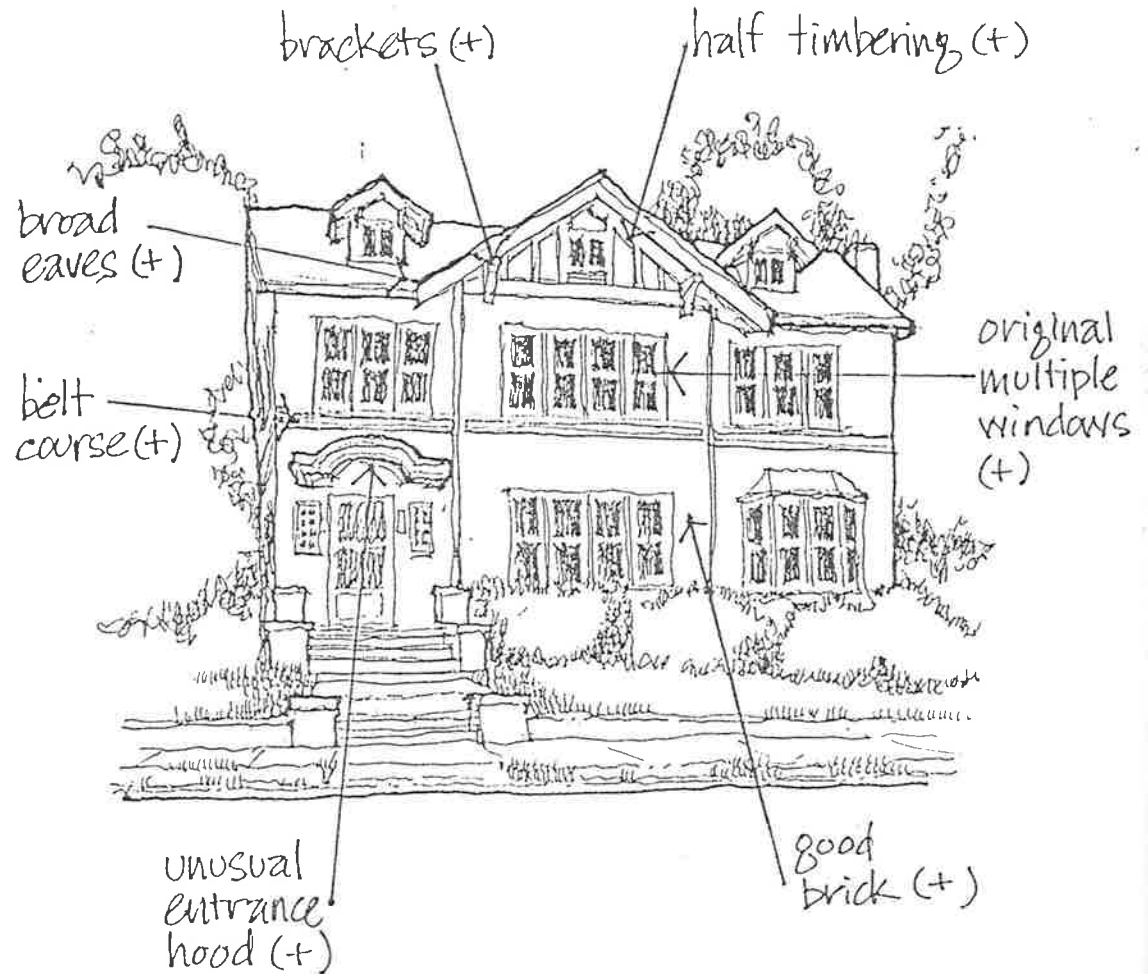 brackets (+)
half timbering (+)
broad
eaves (+)
original
multiple
windows
(+)
belt
course (+)
unusual
entrance
hood (+)
good
brick (+)